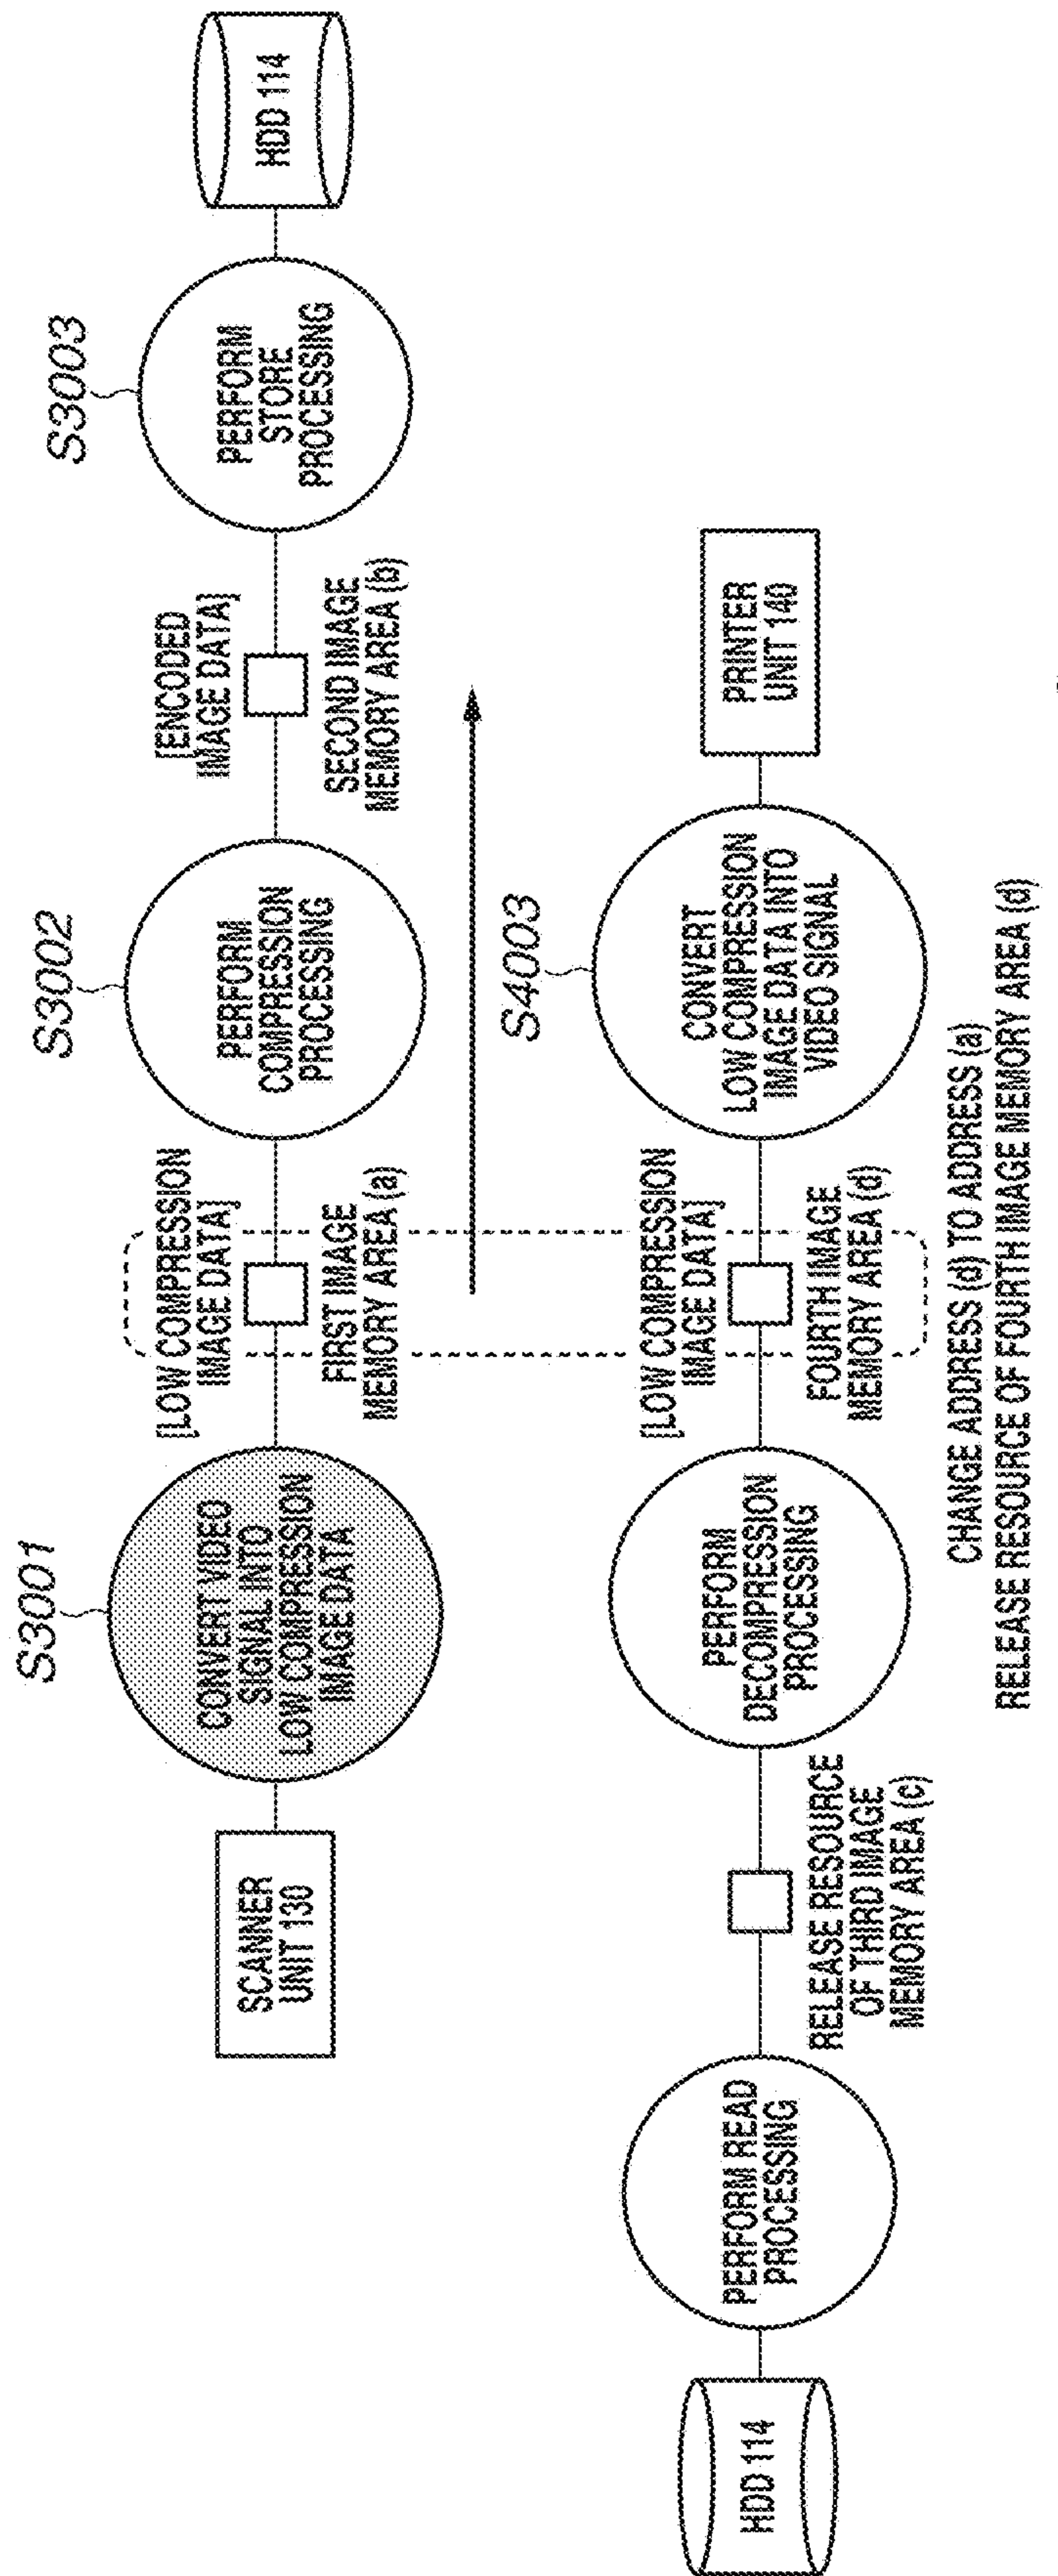 S3001
S3002
S3003
SCANNER
UNIT 130
CONVERT VIDEO
SIGNAL INTO
LOW COMPRESSION
IMAGE DATA
[LOW COMPRESSION
IMAGE DATA]
FIRST IMAGE
MEMORY AREA (a)
PERFORM
COMPRESSION
PROCESSING
[ENCODED
IMAGE DATA]
SECOND IMAGE
MEMORY AREA (b)
PERFORM
STORE
PROCESSING
HDD 114
S4003
HDD 114
PERFORM READ
PROCESSING
RELEASE RESOURCE
OF THIRD IMAGE
MEMORY AREA (c)
PERFORM
DECOMPRESSION
PROCESSING
[LOW COMPRESSION
IMAGE DATA]
FOURTH IMAGE
MEMORY AREA (d)
CONVERT
LOW COMPRESSION
IMAGE DATA INTO
VIDEO SIGNAL
PRINTER
UNIT 140
CHANGE ADDRESS (d) TO ADDRESS (a)
RELEASE RESOURCE OF FOURTH IMAGE MEMORY AREA (d)